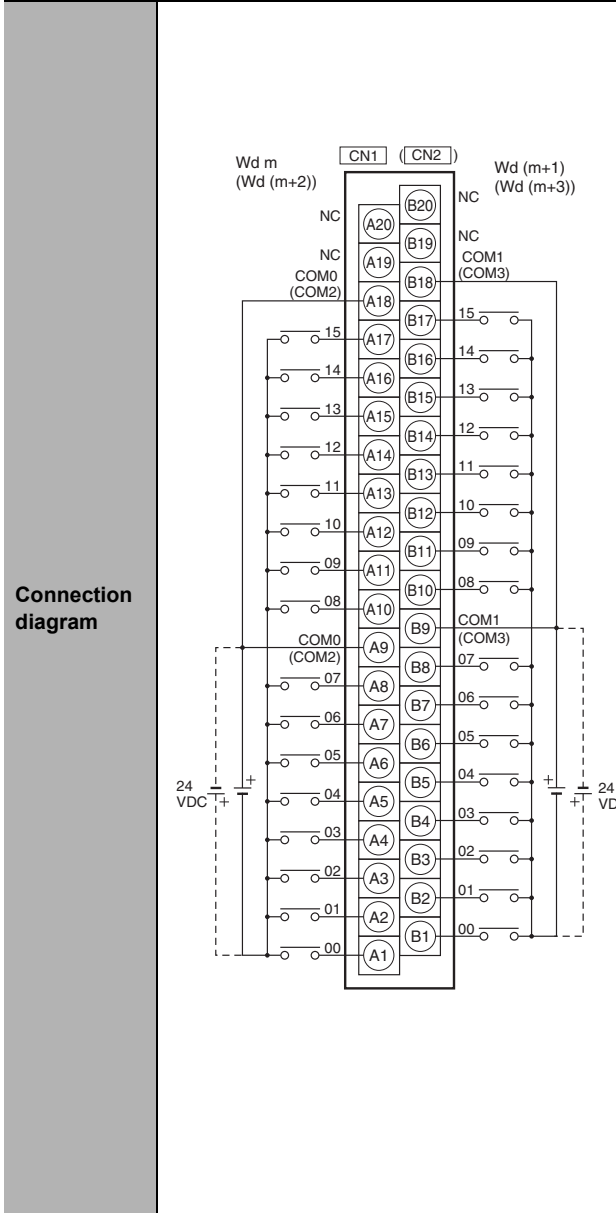 Connection
diagram
CN1 (CN2)
Wd m
(Wd (m+2))
Wd (m+1)
(Wd (m+3))
B20 NC
NC A20
B19 NC
NC A19
COM1
(COM3)
B18
COM0
(COM2)
A18
B17 15
15 A17
B16 14
14 A16
B15 13
13 A15
B14 12
12 A14
B13 11
11 A13
B12 10
10 A12
B11 09
09 A11
B10 08
08 A10
B9 COM1
(COM3)
COM0
(COM2)
A9
B8 07
07 A8
B7 06
06 A7
B6 05
05 A6
B5 04
04 A5
24
VDC
+
+
+
+
24
VD
B4 03
03 A4
B3 02
02 A3
B2 01
01 A2
B1 00
00 A1